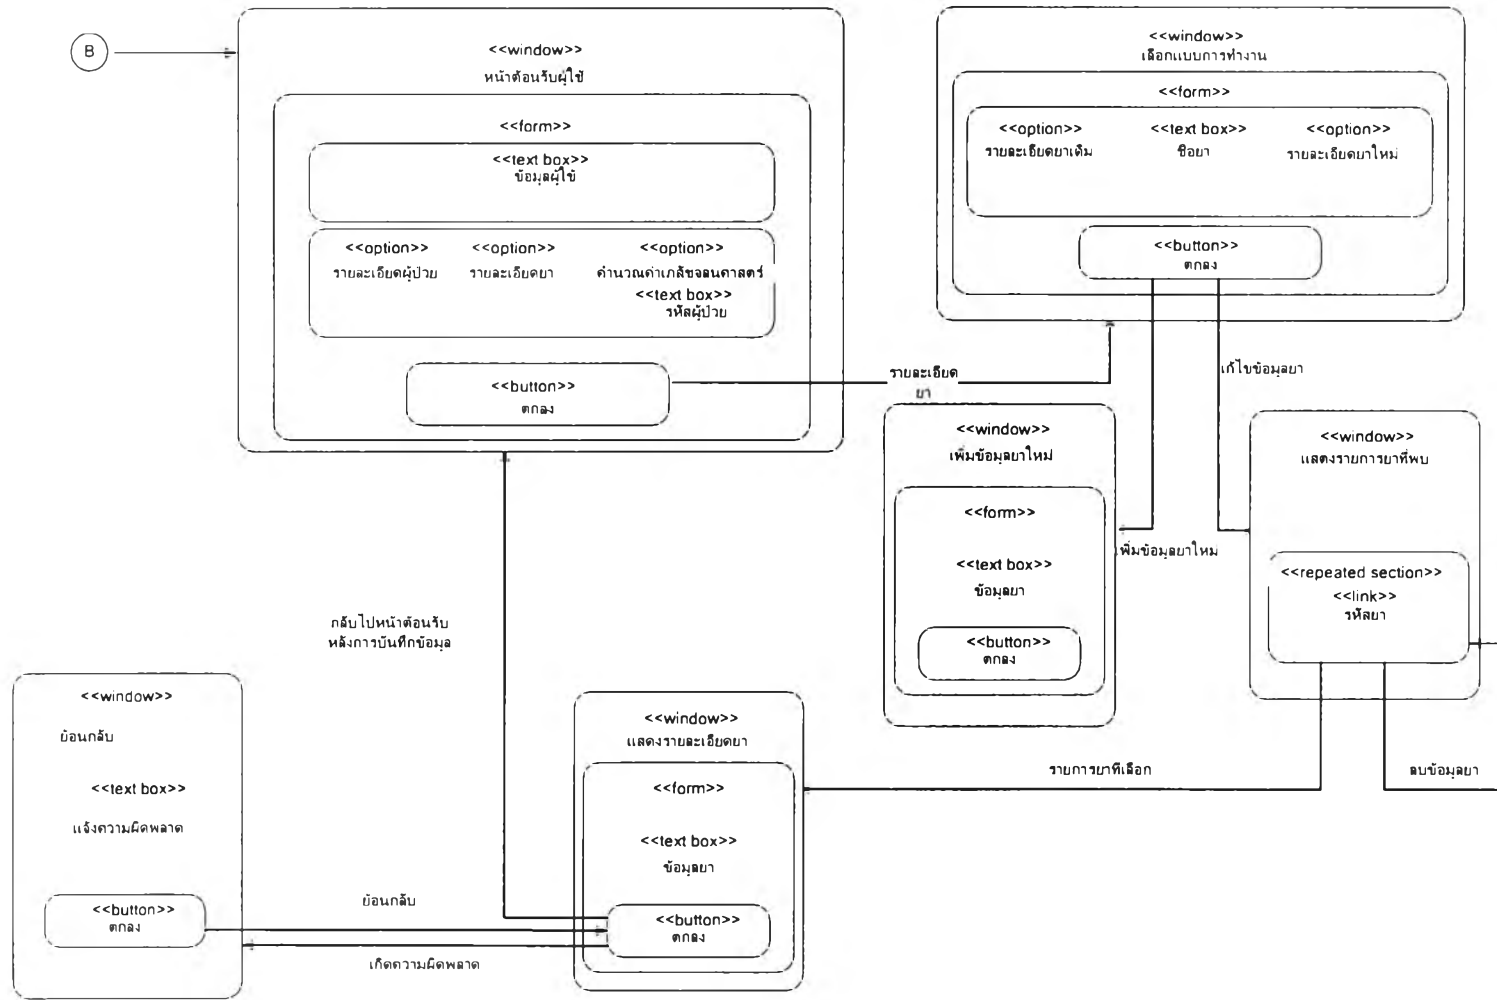 B
<<window>>
หน้าต้อนรับผู้ใช้
<<form>>
<<text box>>
ข้อมูลผู้ใช้
<<option>>
รายละเอียดผู้ป่วย
<<option>>
รายละเอียดยา
<<option>>
คำนวณค่าเภสัชจลนศาสตร์
<<text box>>
รหัสผู้ป่วย
<<button>>
ตกลง
<<window>>
เลือกแบบการทำงาน
<<form>>
<<option>>
รายละเอียดยาเดิม
<<text box>>
ชื่อยา
<<option>>
รายละเอียดยาใหม่
<<button>>
ตกลง
รายละเอียด
ยา
แก้ไขข้อมูลยา
<<window>>
เพิ่มข้อมูลยาใหม่
<<form>>
<<text box>>
ข้อมูลยา
<<button>>
ตกลง
เพิ่มข้อมูลยาใหม่
<<window>>
แสดงรายการยาที่พบ
<<repeated section>>
<<link>>
รหัสยา
กลับไปหน้าต้อนรับ
หลังการบันทึกข้อมูล
<<window>>
ย้อนกลับ
<<text box>>
แจ้งความผิดพลาด
<<button>>
ตกลง
<<window>>
แสดงรายละเอียดยา
<<form>>
<<text box>>
ข้อมูลยา
<<button>>
ตกลง
รายการยาที่เลือก
ลบข้อมูลยา
ย้อนกลับ
เกิดความผิดพลาด